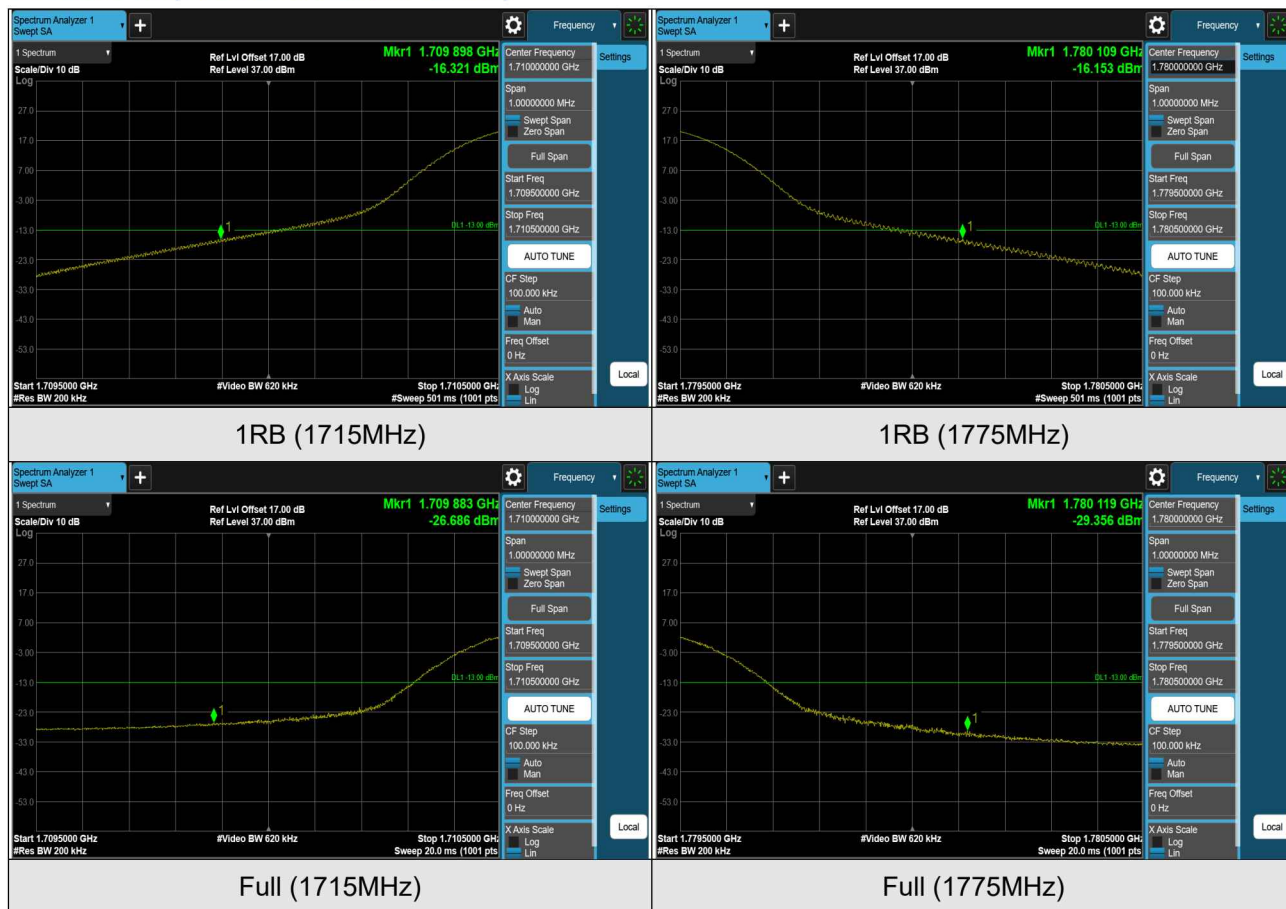 Spectrum Analyzer 1
Swept SA
+
Frequency
1 Spectrum
Scale/Div 10 dB
Log
Ref Lvl Offset 17.00 dB
Ref Level 37.00 dBm
Mkr1 1.709 898 GHz
-16.321 dBm
27.0
17.0
7.00
-3.00
-13.0
-23.0
-33.0
-43.0
-53.0
1
DL1 -13.00 dBm
Start 1.7095000 GHz
#Res BW 200 kHz
#Video BW 620 kHz
Stop 1.7105000 GHz
#Sweep 501 ms (1001 pts
Center Frequency
1.710000000 GHz
Settings
Span
1.00000000 MHz
Swept Span
Zero Span
Full Span
Start Freq
1.709500000 GHz
Stop Freq
1.710500000 GHz
AUTO TUNE
CF Step
100.000 kHz
Auto
Man
Freq Offset
0 Hz
X Axis Scale
Log
Lin
Local
Spectrum Analyzer 1
Swept SA
+
Frequency
1 Spectrum
Scale/Div 10 dB
Log
Ref Lvl Offset 17.00 dB
Ref Level 37.00 dBm
Mkr1 1.780 109 GHz
-16.153 dBm
27.0
17.0
7.00
-3.00
-13.0
-23.0
-33.0
-43.0
-53.0
1
DL1 -13.00 dBm
Start 1.7795000 GHz
#Res BW 200 kHz
#Video BW 620 kHz
Stop 1.7805000 GHz
#Sweep 501 ms (1001 pts
Center Frequency
1.780000000 GHz
Settings
Span
1.00000000 MHz
Swept Span
Zero Span
Full Span
Start Freq
1.779500000 GHz
Stop Freq
1.780500000 GHz
AUTO TUNE
CF Step
100.000 kHz
Auto
Man
Freq Offset
0 Hz
X Axis Scale
Log
Lin
Local
1RB (1715MHz)
1RB (1775MHz)
Spectrum Analyzer 1
Swept SA
+
Frequency
1 Spectrum
Scale/Div 10 dB
Log
Ref Lvl Offset 17.00 dB
Ref Level 37.00 dBm
Mkr1 1.709 883 GHz
-26.686 dBm
27.0
17.0
7.00
-3.00
-13.0
-23.0
-33.0
-43.0
-53.0
1
DL1 -13.00 dBm
Start 1.7095000 GHz
#Res BW 200 kHz
#Video BW 620 kHz
Stop 1.7105000 GHz
Sweep 20.0 ms (1001 pts
Center Frequency
1.710000000 GHz
Settings
Span
1.00000000 MHz
Swept Span
Zero Span
Full Span
Start Freq
1.709500000 GHz
Stop Freq
1.710500000 GHz
AUTO TUNE
CF Step
100.000 kHz
Auto
Man
Freq Offset
0 Hz
X Axis Scale
Log
Lin
Local
Spectrum Analyzer 1
Swept SA
+
Frequency
1 Spectrum
Scale/Div 10 dB
Log
Ref Lvl Offset 17.00 dB
Ref Level 37.00 dBm
Mkr1 1.780 119 GHz
-29.356 dBm
27.0
17.0
7.00
-3.00
-13.0
-23.0
-33.0
-43.0
-53.0
1
DL1 -13.00 dBm
Start 1.7795000 GHz
#Res BW 200 kHz
#Video BW 620 kHz
Stop 1.7805000 GHz
Sweep 20.0 ms (1001 pts
Center Frequency
1.780000000 GHz
Settings
Span
1.00000000 MHz
Swept Span
Zero Span
Full Span
Start Freq
1.779500000 GHz
Stop Freq
1.780500000 GHz
AUTO TUNE
CF Step
100.000 kHz
Auto
Man
Freq Offset
0 Hz
X Axis Scale
Log
Lin
Local
Full (1715MHz)
Full (1775MHz)